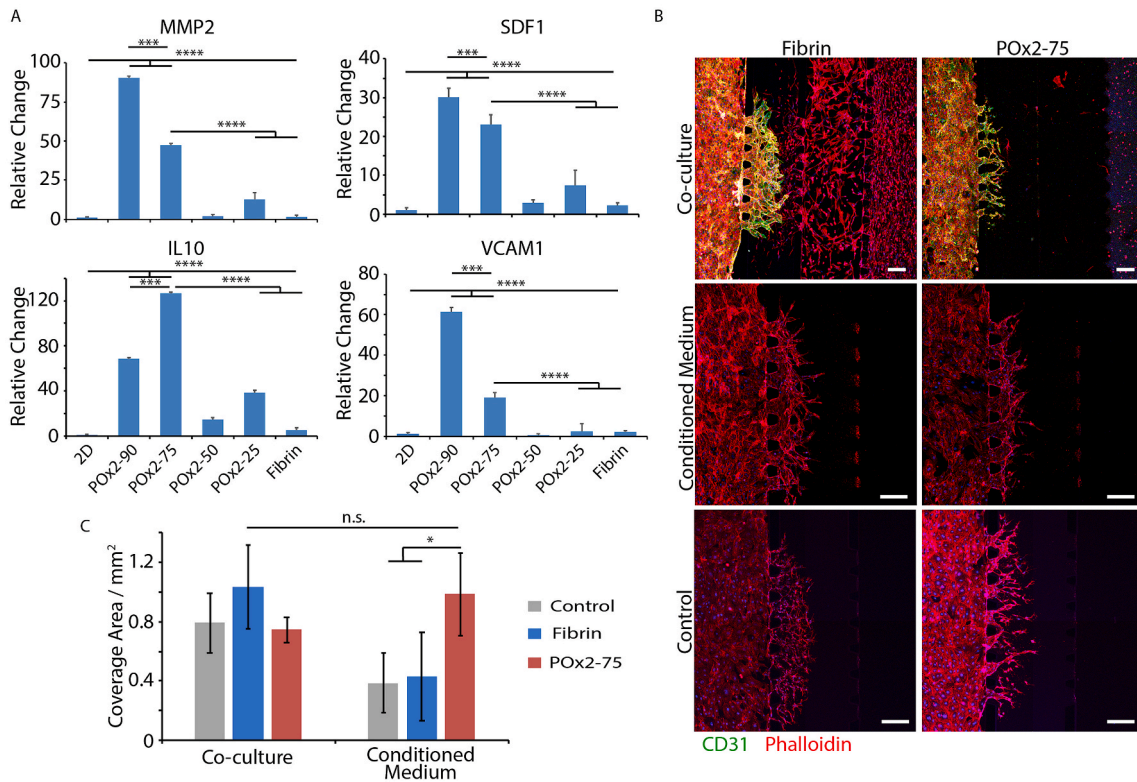 A
MMP2
Relative Change
100
75
50
25
0
***
****
****
SDF1
Relative Change
40
30
20
10
0
***
****
****
IL10
Relative Change
120
80
40
0
****
***
****
2D
POx2-90
POx2-75
POx2-50
POx2-25
Fibrin
VCAM1
Relative Change
80
60
40
20
0
***
****
****
2D
POx2-90
POx2-75
POx2-50
POx2-25
Fibrin
B
Fibrin
POx2-75
Co-culture
Conditioned Medium
Control
CD31 Phalloidin
C
Coverage Area / mm²
1.2
0.8
0.4
0
n.s.
*
Control
Fibrin
POx2-75
Co-culture
Conditioned
Medium